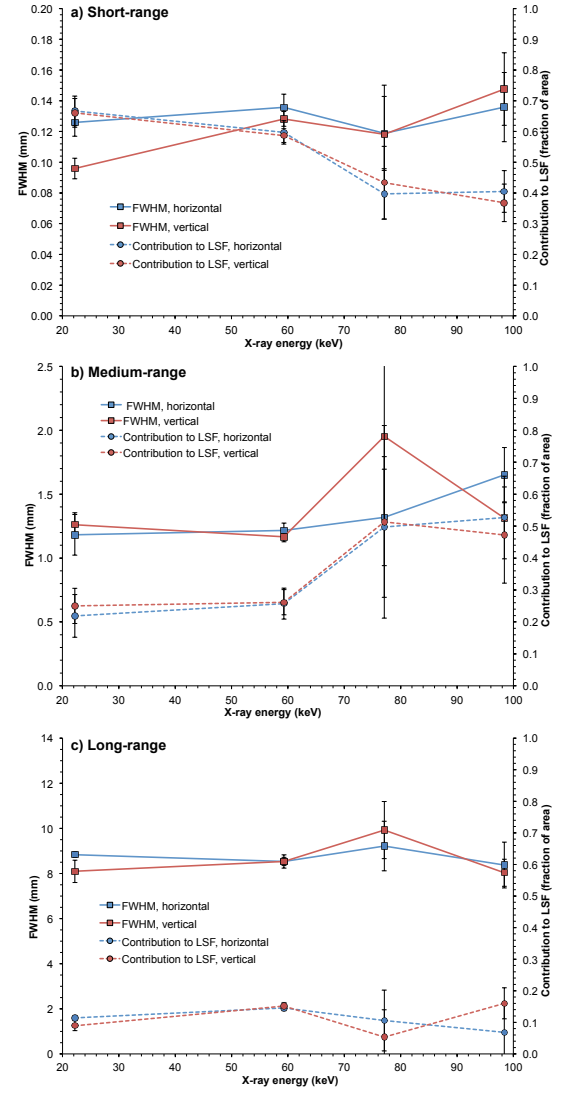 a) Short-range
0.20
0.18
0.16
0.14
0.12
0.10
0.08
0.06
0.04
0.02
0.00
FWHM (mm)
1.0
0.9
0.8
0.7
0.6
0.5
0.4
0.3
0.2
0.1
0.0
Contribution to LSF (fraction of area)
FWHM, horizontal
FWHM, vertical
Contribution to LSF, horizontal
Contribution to LSF, vertical
20 30 40 50 60 70 80 90 100
X-ray energy (keV)
b) Medium-range
2.5
2.0
1.5
1.0
0.5
0.0
FWHM (mm)
1.0
0.9
0.8
0.7
0.6
0.5
0.4
0.3
0.2
0.1
0.0
Contribution to LSF (fraction of area)
FWHM, horizontal
FWHM, vertical
Contribution to LSF, horizontal
Contribution to LSF, vertical
20 30 40 50 60 70 80 90 100
X-ray energy (keV)
c) Long-range
14
12
10
8
6
4
2
0
FWHM (mm)
1.0
0.9
0.8
0.7
0.6
0.5
0.4
0.3
0.2
0.1
0.0
Contribution to LSF (fraction of area)
FWHM, horizontal
FWHM, vertical
Contribution to LSF, horizontal
Contribution to LSF, vertical
20 30 40 50 60 70 80 90 100
X-ray energy (keV)